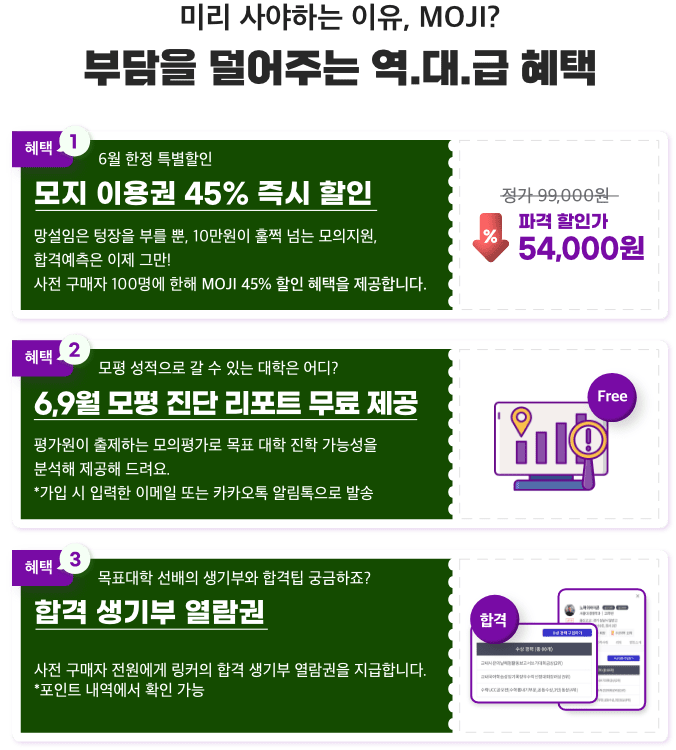 미리 사야하는 이유, MOJI?
부담을 덜어주는 역.대.급 혜택
혜택 1
6월 한정 특별할인
모지 이용권 45% 즉시 할인
망설임은 텅장을 부를 뿐, 10만원이 훌쩍 넘는 모의지원,
합격예측은 이제 그만!
사전 구매자 100명에 한해 MOJI 45% 할인 혜택을 제공합니다.
정가 99,000원
%
파격 할인가
54,000원
혜택 2
모평 성적으로 갈 수 있는 대학은 어디?
6,9월 모평 진단 리포트 무료 제공
평가원이 출제하는 모의평가로 목표 대학 진학 가능성을
분석해 제공해 드려요.
*가입 시 입력한 이메일 또는 카카오톡 알림톡으로 발송
Free
혜택 3
목표대학 선배의 생기부와 합격팁 궁금하죠?
합격 생기부 열람권
사전 구매자 전원에게 링커의 합격 생기부 열람권을 지급합니다.
*포인트 내역에서 확인 가능
합격